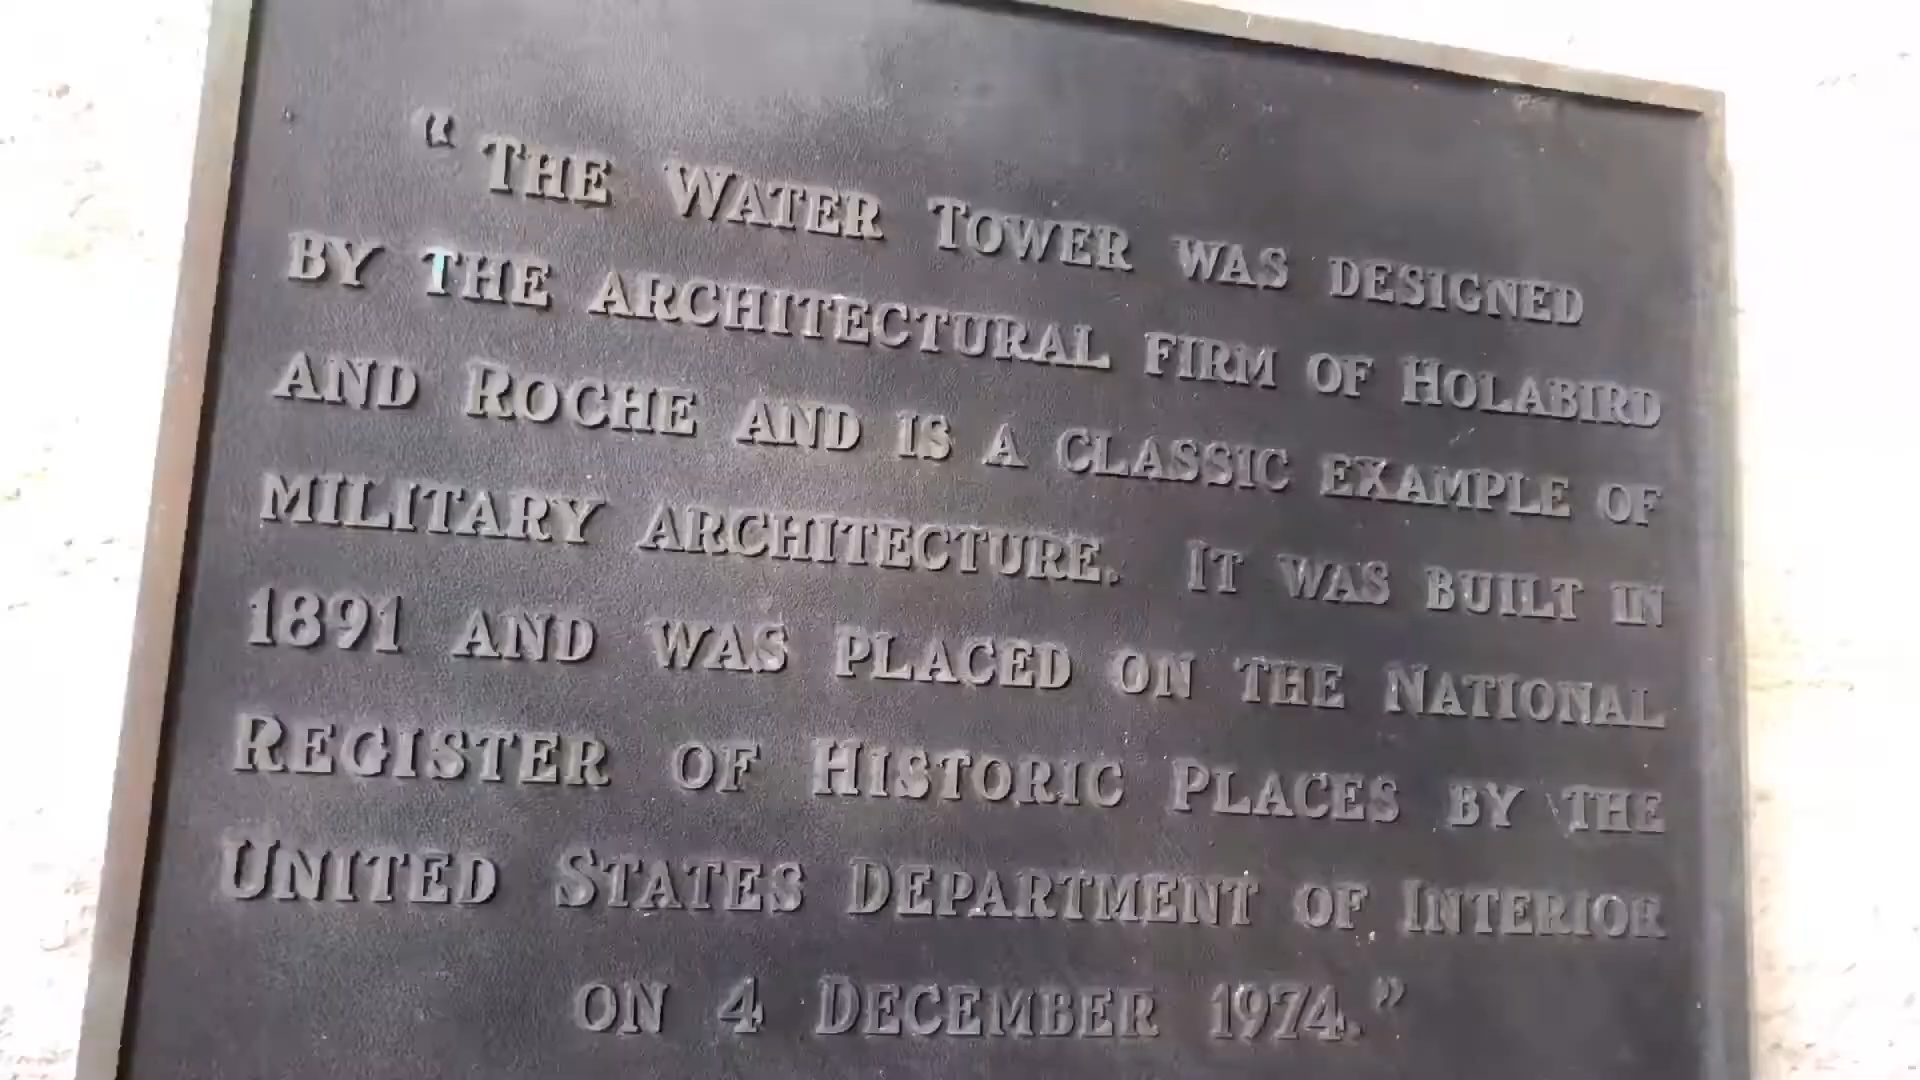 “ The Water Tower was designed
by the architectural firm of Holabird
and Roche and is a classic example of
military architecture. It was built in
1891 and was placed on the National
Register of Historic Places by the
United States Department of Interior
on 4 December 1974.”